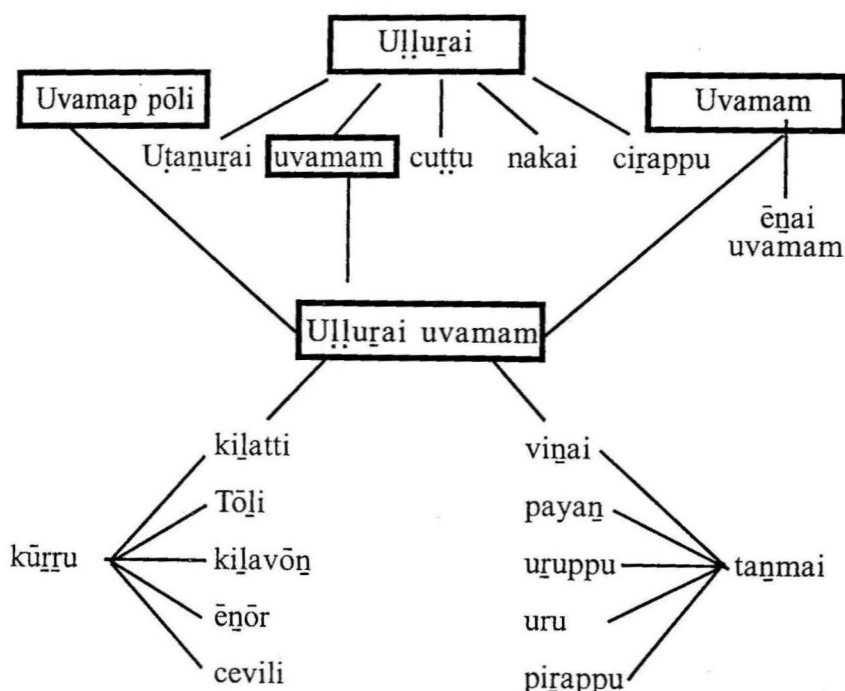 Uḷḷuṟai
Uvamap pōli
Uvamam
Uṭaṉuṟai uvamam cuṭṭu nakai ciṟappu
ēṉai
uvamam
Uḷḷuṟai uvamam
kiḻatti
viṉai
Tōḻi
payaṉ
kūṟṟu
kiḻavōṉ
uṟuppu
taṉmai
ēṉōr
uru
cevili
piṟappu